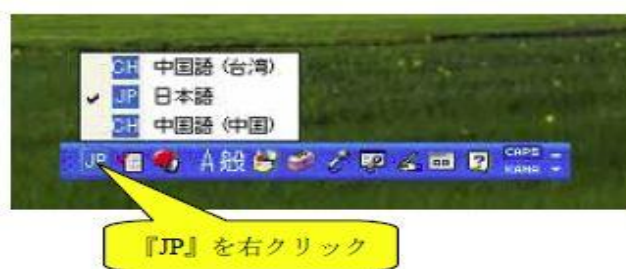 CH 中国語 (台湾)
JP 日本語
CH 中国語 (中国)
JP A 般 CAPS
KANA
『JP』を右クリック